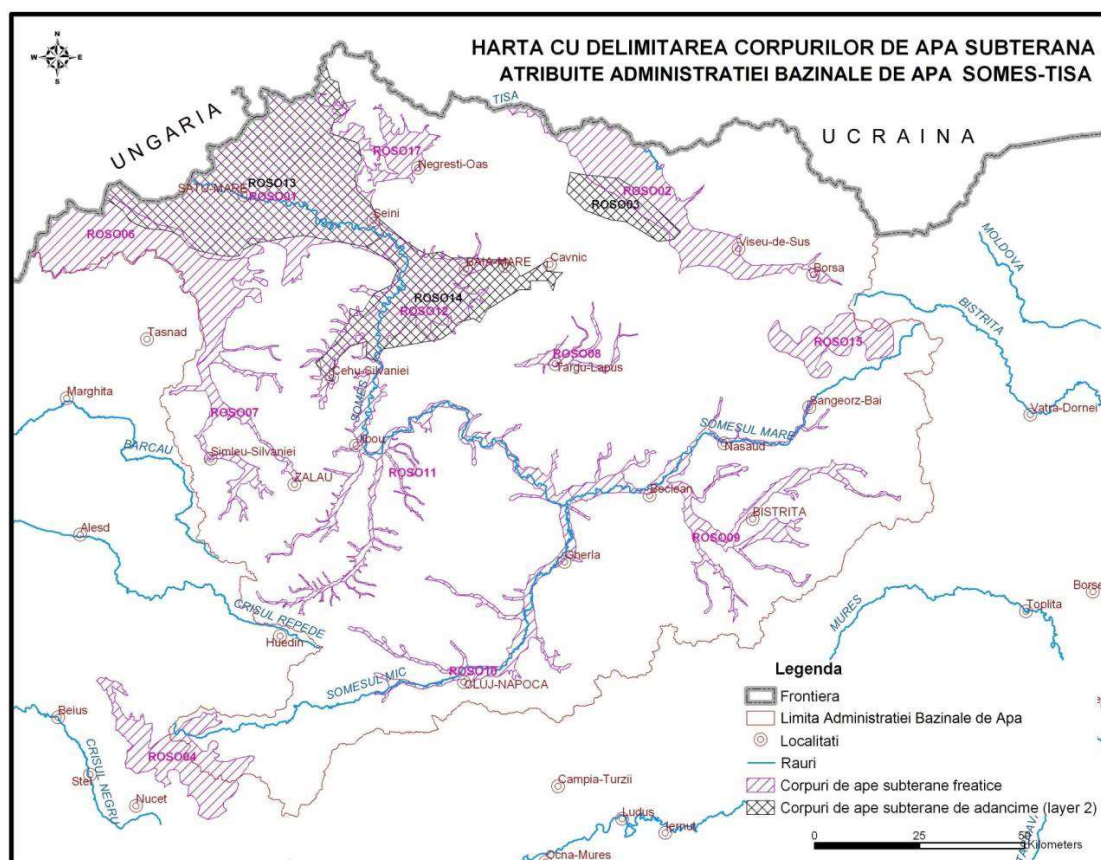 HARTA CU DELIMITAREA CORPURILOR DE APA SUBTERANA
ATRIBUITE ADMINISTRATIEI BAZINALE DE APA SOMES-TISA
N
W
E
S
UNGARIA
TISA
UCRAINA
ROSO17
Negresti-Oas
ROSO13
SATU-MARE
ROSO01
ROSO02
ROSO03
Seini
ROSO06
Viseu-de-Sus
MOLDOVA
BAIA-MARE
Cavnic
Borsa
ROSO14
ROSO12
BISTRITA
Tasnad
ROSO08
Targu-Lapus
ROSO15
Cehu-Silvaniei
Marghita
ROSO07
SOMES
Sangeorz-Bai
Vatra-Dornei
SOMESUL MARE
BARCAU
Simleu-Silvaniei
Jibou
Nasaud
ROSO11
ZALAU
Beclean
BISTRITA
Alesd
ROSO09
Gherla
MURES
Toplita
CRISUL REPEDE
Huedin
ROSO10
CLUJ-NAPOCA
SOMESUL MIC
Beius
ROSO04
CRISUL NEGRU
Stei
Nucet
Campia-Turzii
Ludus
Iernut
Ocna-Mures
Legenda
Frontiera
Limita Administratiei Bazinale de Apa
Localitati
Rauri
Corpuri de ape subterane freatice
Corpuri de ape subterane de adancime (layer 2)
0 25 50
Kilometers